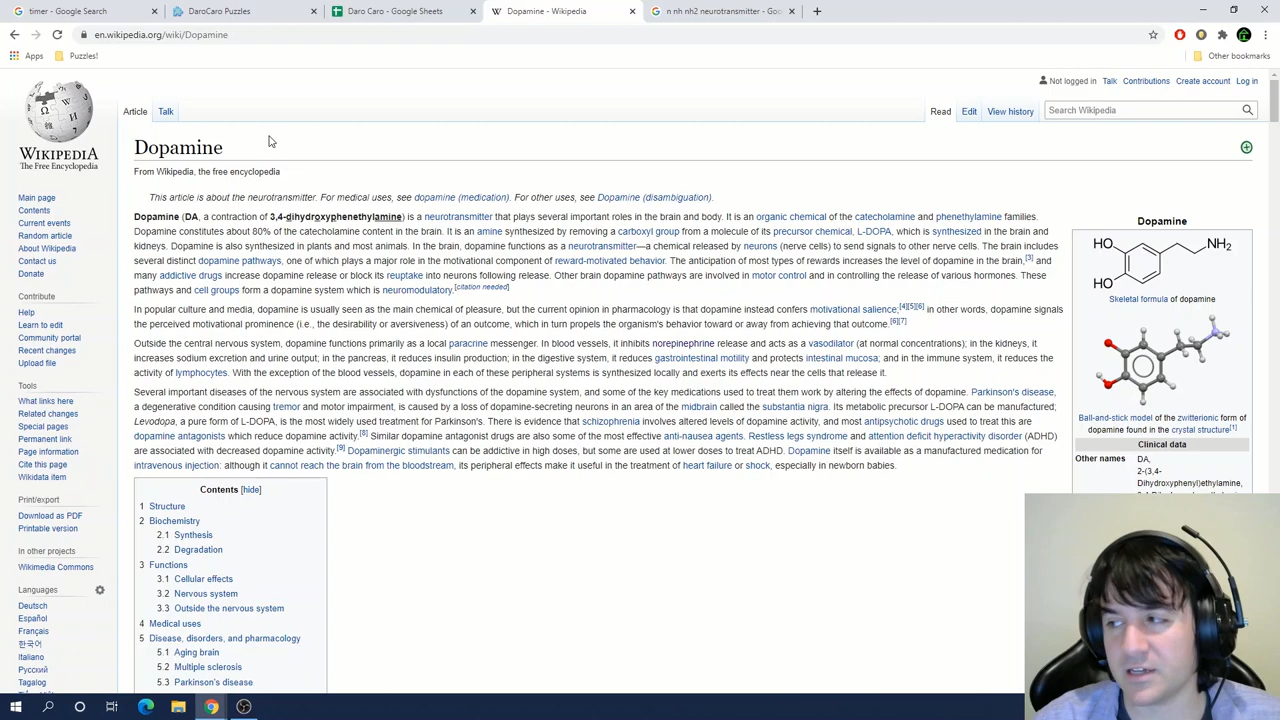 timer - Google Search
DaroCaro Puzzles
Daro Caro - Google Sheets
Dopamine - Wikipedia
n nh nh2 neurotransmitter - Goo
en.wikipedia.org/wiki/Dopamine
Apps
Puzzles!
Other bookmarks
Not logged in Talk Contributions Create account Log in
Article Talk
Read Edit View history
Search Wikipedia
WIKIPEDIA
The Free Encyclopedia
Main page
Contents
Current events
Random article
About Wikipedia
Contact us
Donate
Contribute
Help
Learn to edit
Community portal
Recent changes
Upload file
Tools
What links here
Related changes
Special pages
Permanent link
Page information
Cite this page
Wikidata item
Print/export
Download as PDF
Printable version
In other projects
Wikimedia Commons
Languages
Deutsch
Español
Français
한국어
Italiano
Русский
Tagalog
Dopamine
From Wikipedia, the free encyclopedia
This article is about the neurotransmitter. For medical uses, see dopamine (medication). For other uses, see Dopamine (disambiguation).
Dopamine (DA, a contraction of 3,4-dihydroxyphenethylamine) is a neurotransmitter that plays several important roles in the brain and body. It is an organic chemical of the catecholamine and phenethylamine families.
Dopamine constitutes about 80% of the catecholamine content in the brain. It is an amine synthesized by removing a carboxyl group from a molecule of its precursor chemical, L-DOPA, which is synthesized in the brain and
kidneys. Dopamine is also synthesized in plants and most animals. In the brain, dopamine functions as a neurotransmitter—a chemical released by neurons (nerve cells) to send signals to other nerve cells. The brain includes
several distinct dopamine pathways, one of which plays a major role in the motivational component of reward-motivated behavior. The anticipation of most types of rewards increases the level of dopamine in the brain,[3] and
many addictive drugs increase dopamine release or block its reuptake into neurons following release. Other brain dopamine pathways are involved in motor control and in controlling the release of various hormones. These
pathways and cell groups form a dopamine system which is neuromodulatory.[citation needed]
In popular culture and media, dopamine is usually seen as the main chemical of pleasure, but the current opinion in pharmacology is that dopamine instead confers motivational salience;[4][5][6] in other words, dopamine signals
the perceived motivational prominence (i.e., the desirability or aversiveness) of an outcome, which in turn propels the organism's behavior toward or away from achieving that outcome.[6][7]
Outside the central nervous system, dopamine functions primarily as a local paracrine messenger. In blood vessels, it inhibits norepinephrine release and acts as a vasodilator (at normal concentrations); in the kidneys, it
increases sodium excretion and urine output; in the pancreas, it reduces insulin production; in the digestive system, it reduces gastrointestinal motility and protects intestinal mucosa; and in the immune system, it reduces the
activity of lymphocytes. With the exception of the blood vessels, dopamine in each of these peripheral systems is synthesized locally and exerts its effects near the cells that release it.
Several important diseases of the nervous system are associated with dysfunctions of the dopamine system, and some of the key medications used to treat them work by altering the effects of dopamine. Parkinson's disease,
a degenerative condition causing tremor and motor impairment, is caused by a loss of dopamine-secreting neurons in an area of the midbrain called the substantia nigra. Its metabolic precursor L-DOPA can be manufactured;
Levodopa, a pure form of L-DOPA, is the most widely used treatment for Parkinson's. There is evidence that schizophrenia involves altered levels of dopamine activity, and most antipsychotic drugs used to treat this are
dopamine antagonists which reduce dopamine activity.[8] Similar dopamine antagonist drugs are also some of the most effective anti-nausea agents. Restless legs syndrome and attention deficit hyperactivity disorder (ADHD)
are associated with decreased dopamine activity.[9] Dopaminergic stimulants can be addictive in high doses, but some are used at lower doses to treat ADHD. Dopamine itself is available as a manufactured medication for
intravenous injection: although it cannot reach the brain from the bloodstream, its peripheral effects make it useful in the treatment of heart failure or shock, especially in newborn babies.
Contents [hide]
1 Structure
2 Biochemistry
2.1 Synthesis
2.2 Degradation
3 Functions
3.1 Cellular effects
3.2 Nervous system
3.3 Outside the nervous system
4 Medical uses
5 Disease, disorders, and pharmacology
5.1 Aging brain
5.2 Multiple sclerosis
5.3 Parkinson's disease
Dopamine
HO NH2
HO
Skeletal formula of dopamine
Ball-and-stick model of the zwitterionic form of
dopamine found in the crystal structure[1]
Clinical data
Other names DA,
2-(3,4-
Dihydroxyphenyl)ethylamine,